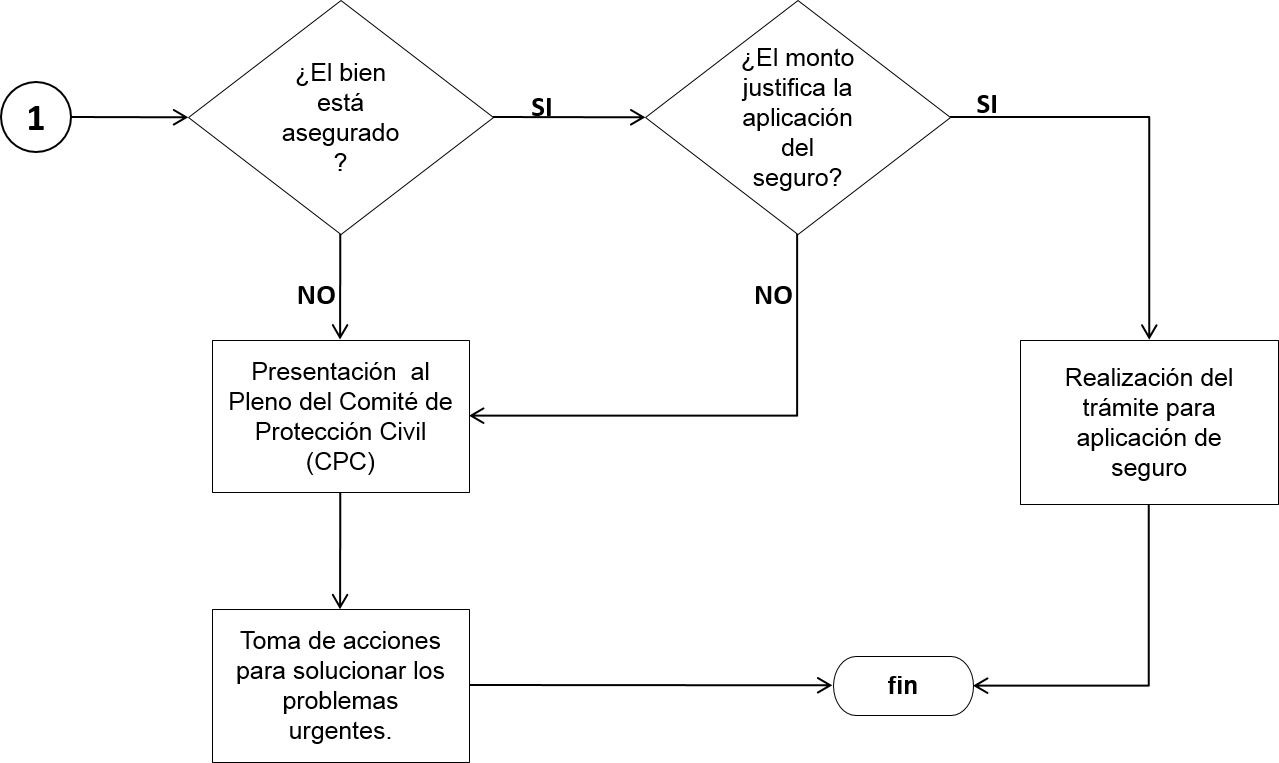 1
¿El bien
está
asegurado
?
SI
¿El monto
justifica la
aplicación
del
seguro?
SI
NO
NO
Presentación  al
Pleno del Comité de
Protección Civil
(CPC)
Realización del
trámite para
aplicación de
seguro
Toma de acciones
para solucionar los
problemas
urgentes.
fin